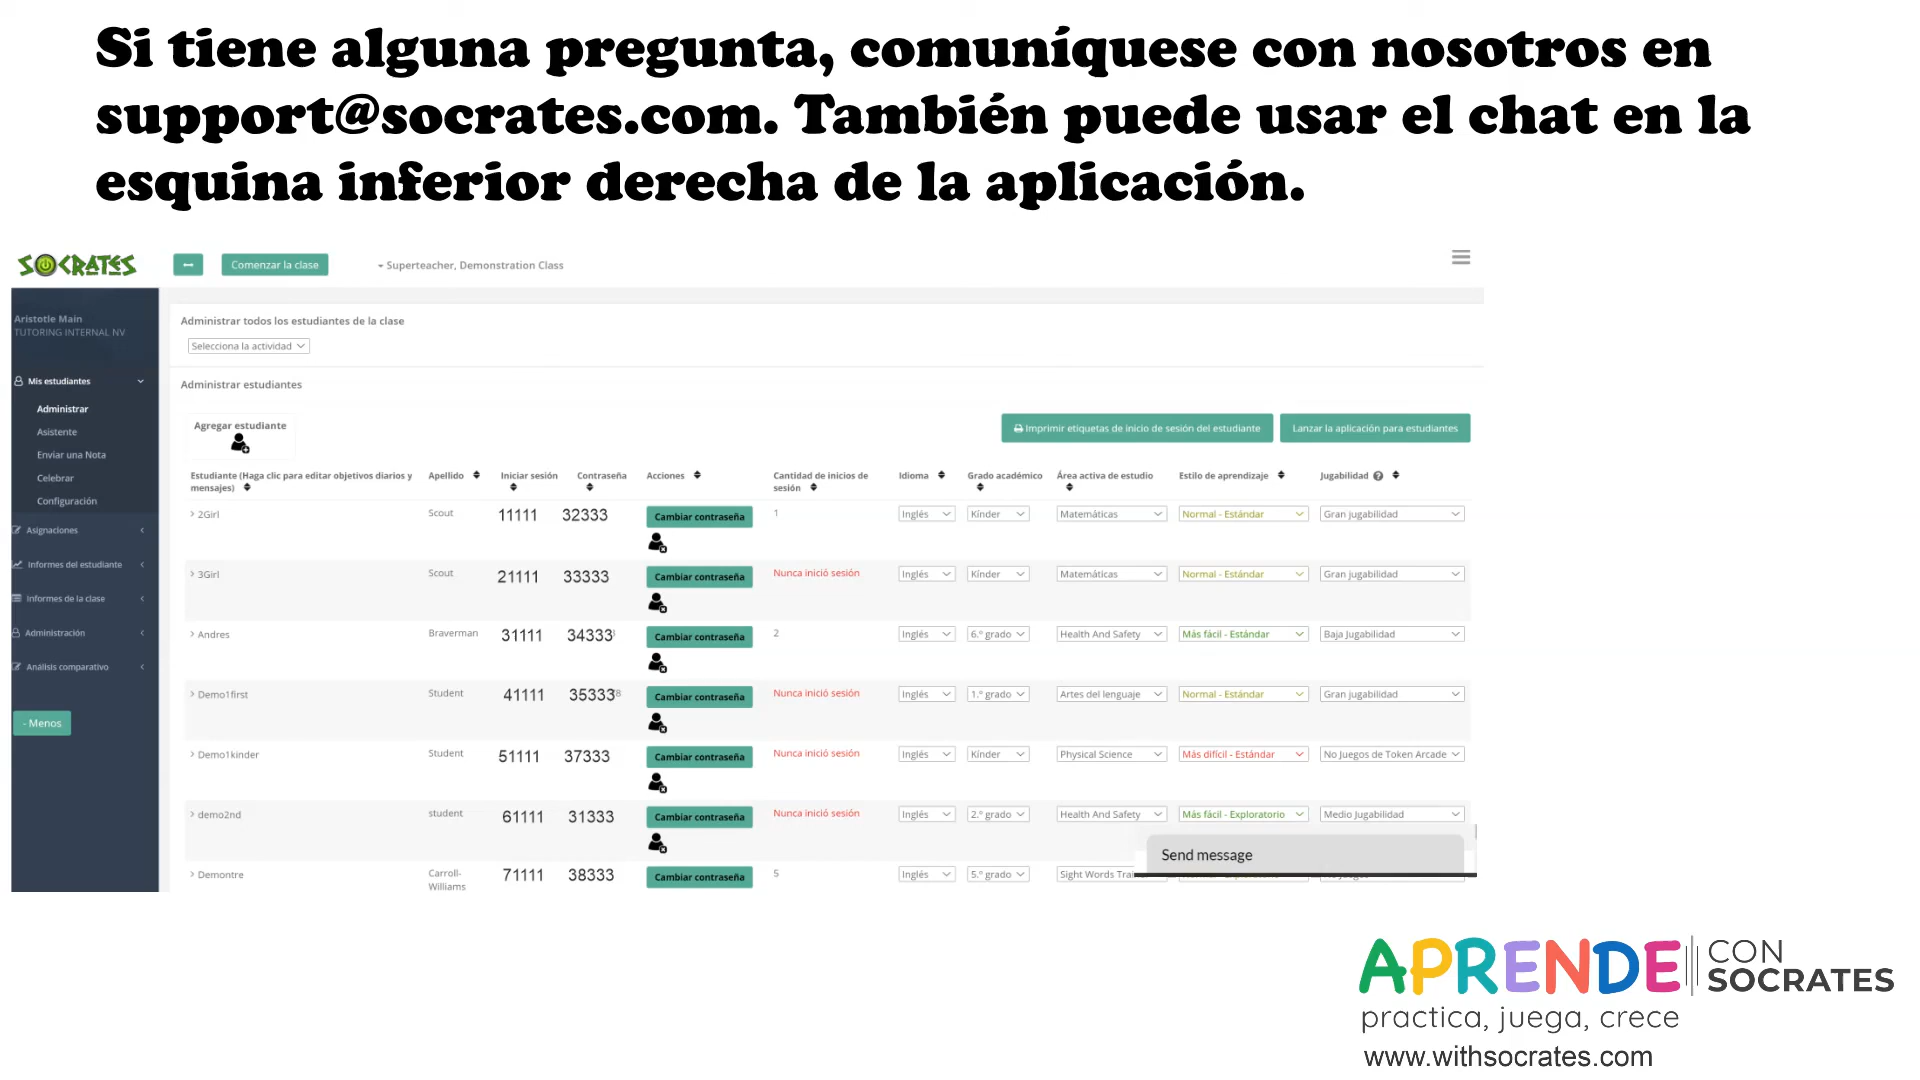 Si tiene alguna pregunta, comuníquese con nosotros en
support@socrates.com. También puede usar el chat en la
esquina inferior derecha de la aplicación.
SOCRATES
Comenzar la clase
Superteacher, Demonstration Class
Aristotle Main
TUTORING INTERNAL NV
Mis estudiantes
Administrar
Asistente
Enviar una Nota
Celebrar
Configuración
Asignaciones
Informes del estudiante
Informes de la clase
Administración
Análisis comparativo
- Menos
Administrar todos los estudiantes de la clase
Selecciona la actividad
Administrar estudiantes
Agregar estudiante
Imprimir etiquetas de inicio de sesión del estudiante
Lanzar la aplicación para estudiantes
Estudiante (Haga clic para editar objetivos diarios y mensajes) Apellido Iniciar sesión Contraseña Acciones Cantidad de inicios de sesión Idioma Grado académico Área activa de estudio Estilo de aprendizaje Jugabilidad
2Girl Scout 11111 32333 Cambiar contraseña 1 Inglés Kínder Matemáticas Normal - Estándar Gran jugabilidad
3Girl Scout 21111 33333 Cambiar contraseña Nunca inició sesión Inglés Kínder Matemáticas Normal - Estándar Gran jugabilidad
Andres Braverman 31111 34333 Cambiar contraseña 2 Inglés 6.º grado Health And Safety Más fácil - Estándar Baja Jugabilidad
Demo1first Student 41111 35333 Cambiar contraseña Nunca inició sesión Inglés 1.º grado Artes del lenguaje Normal - Estándar Gran jugabilidad
Demo1kinder Student 51111 37333 Cambiar contraseña Nunca inició sesión Inglés Kínder Physical Science Más difícil - Estándar No Juegos de Token Arcade
demo2nd student 61111 31333 Cambiar contraseña Nunca inició sesión Inglés 2.º grado Health And Safety Más fácil - Exploratorio Medio Jugabilidad
Demontre Carroll-Williams 71111 38333 Cambiar contraseña 5 Inglés 5.º grado Sight Words
Send message
APRENDE CON
SOCRATES
practica, juega, crece
www.withsocrates.com